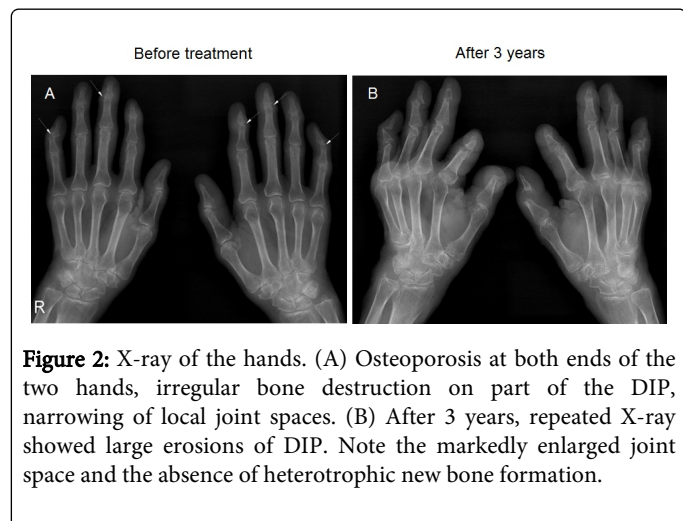 Before treatment
After 3 years
A
B
R
Figure 2: X-ray of the hands. (A) Osteoporosis at both ends of the
two hands, irregular bone destruction on part of the DIP,
narrowing of local joint spaces. (B) After 3 years, repeated X-ray
showed large erosions of DIP. Note the markedly enlarged joint
space and the absence of heterotrophic new bone formation.